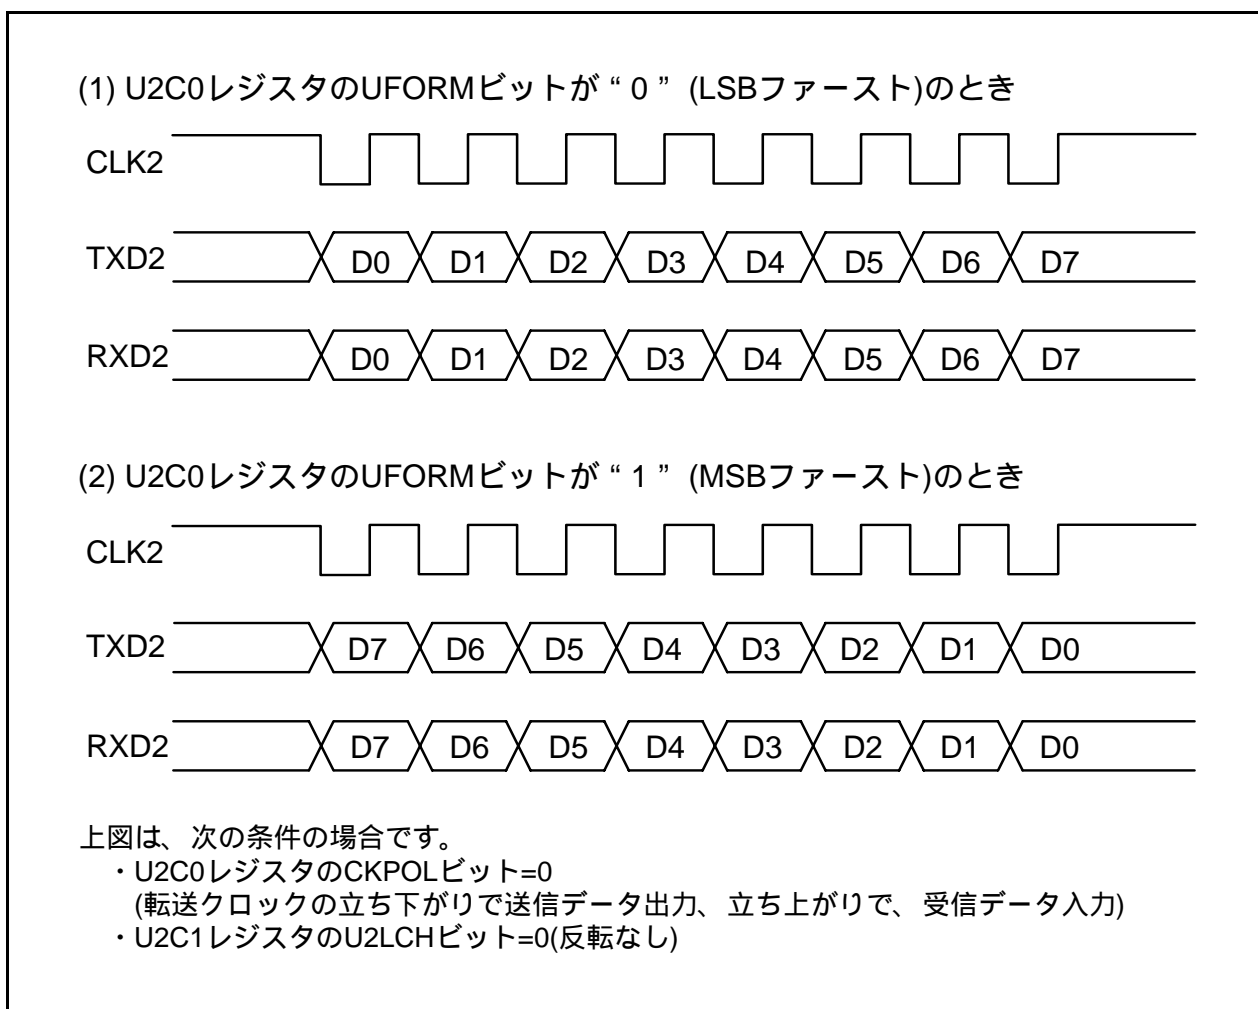 (1) U2C0レジスタのUFORMビットが“0”(LSBファースト)のとき
CLK2
TXD2 D0 D1 D2 D3 D4 D5 D6 D7
RXD2 D0 D1 D2 D3 D4 D5 D6 D7
(2) U2C0レジスタのUFORMビットが“1”(MSBファースト)のとき
CLK2
TXD2 D7 D6 D5 D4 D3 D2 D1 D0
RXD2 D7 D6 D5 D4 D3 D2 D1 D0
上図は、次の条件の場合です。
・U2C0レジスタのCKPOLビット=0
(転送クロックの立ち下がりで送信データ出力、立ち上がりで、受信データ入力)
・U2C1レジスタのU2LCHビット=0(反転なし)